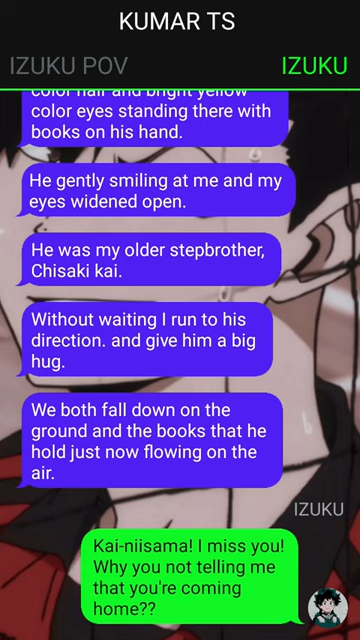 KUMAR TS
IZUKU POV
IZUKU
color hair and bright yellow
color eyes standing there with
books on his hand.
He gently smiling at me and my
eyes widened open.
He was my older stepbrother,
Chisaki kai.
Without waiting I run to his
direction. and give him a big
hug.
We both fall down on the
ground and the books that he
hold just now flowing on the
air.
IZUKU
Kai-niisama! I miss you!
Why you not telling me
that you're coming
home??